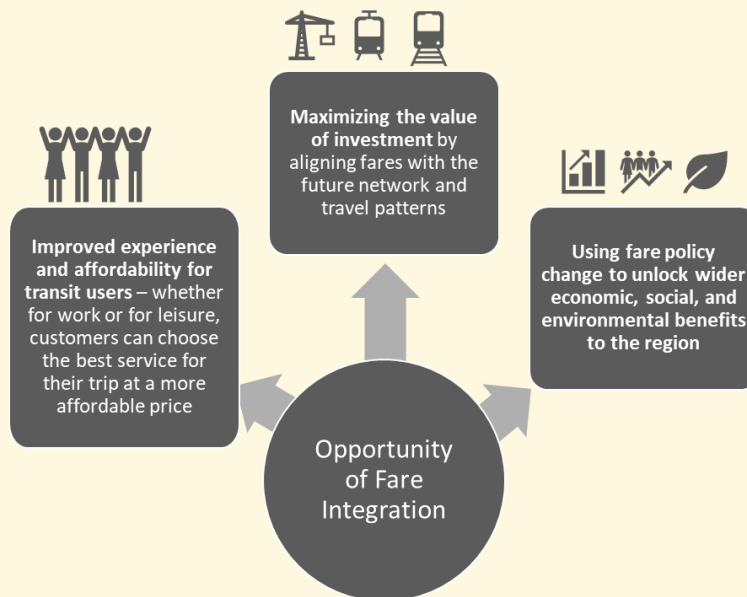 Maximizing the value
of investment by
aligning fares with the
future network and
travel patterns
Improved experience
and affordability for
transit users – whether
for work or for leisure,
customers can choose
the best service for
their trip at a more
affordable price
Using fare policy
change to unlock wider
economic, social, and
environmental benefits
to the region
Opportunity
of Fare
Integration